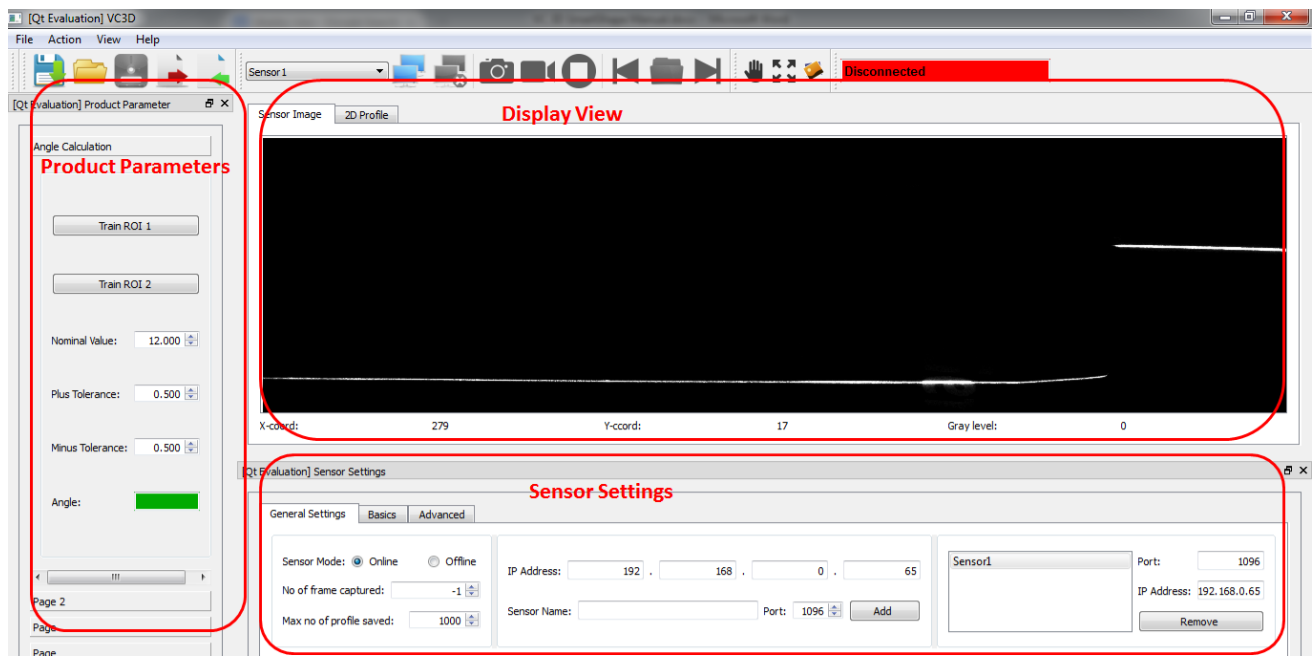 [Qt Evaluation] VC3D
File Action View Help
Sensor1
Disconnected
[Qt Evaluation] Product Parameter
Sensor Image 2D Profile
Display View
Angle Calculation
Product Parameters
Train ROI 1
Train ROI 2
Nominal Value: 12.000
Plus Tolerance: 0.500
Minus Tolerance: 0.500
Angle:
Page 2
Page
Page
X-coord: 279 Y-ccord: 17 Gray level: 0
[Qt Evaluation] Sensor Settings
Sensor Settings
General Settings Basics Advanced
Sensor Mode: Online Offline
No of frame captured: -1
Max no of profile saved: 1000
IP Address: 192 . 168 . 0 . 65
Sensor Name: Port: 1096 Add
Sensor1
Port: 1096
IP Address: 192.168.0.65
Remove